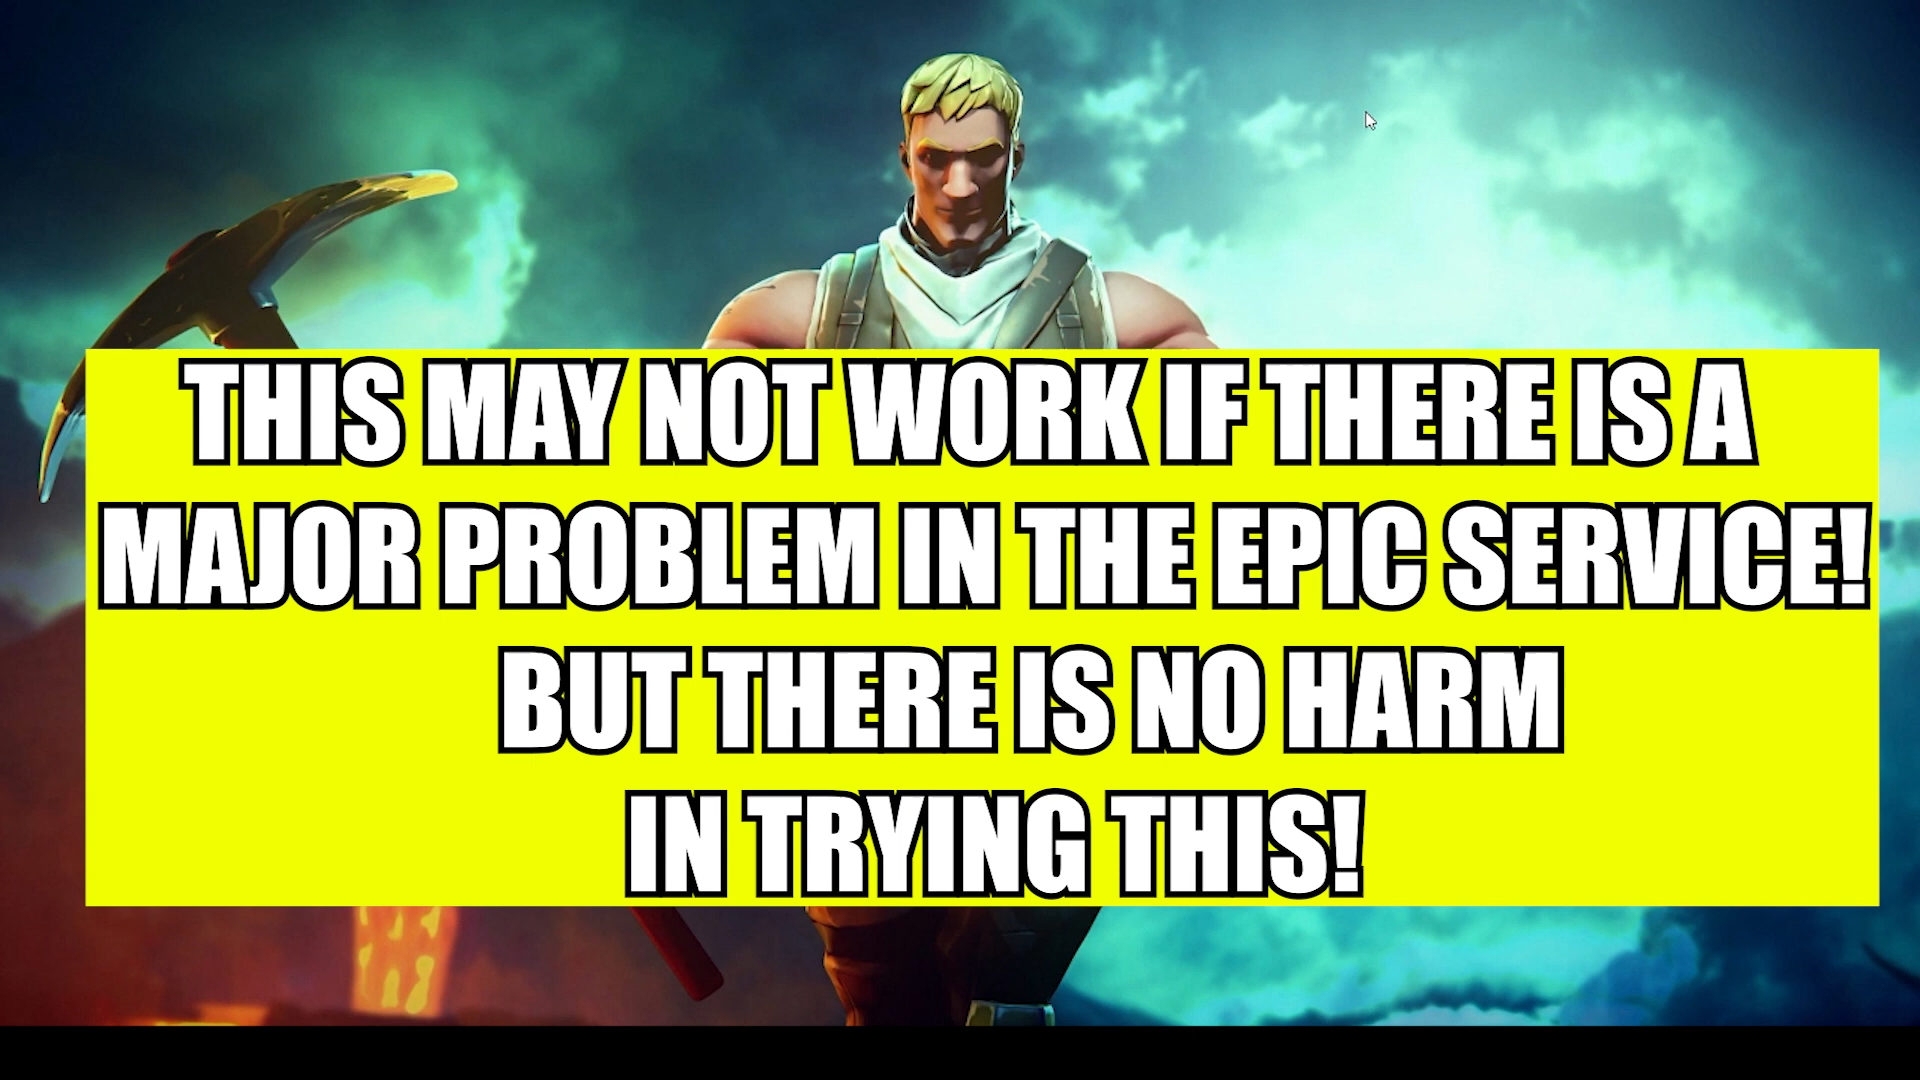 THIS MAY NOT WORK IF THERE IS A
MAJOR PROBLEM IN THE EPIC SERVICE!
BUT THERE IS NO HARM
IN TRYING THIS!